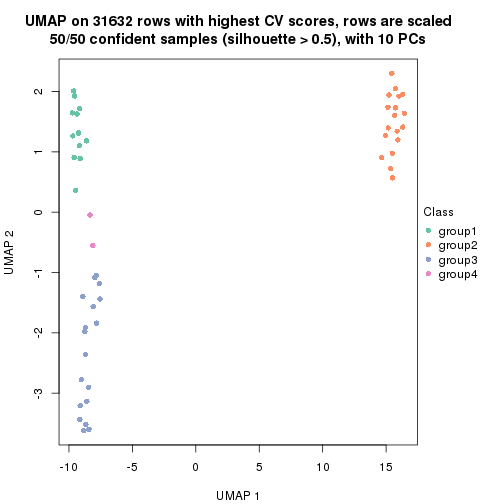 UMAP on 31632 rows with highest CV scores, rows are scaled
50/50 confident samples (silhouette > 0.5), with 10 PCs
UMAP 2
2
1
0
-1
-2
-3
-10
-5
0
5
10
15
UMAP 1
Class
group1
group2
group3
group4